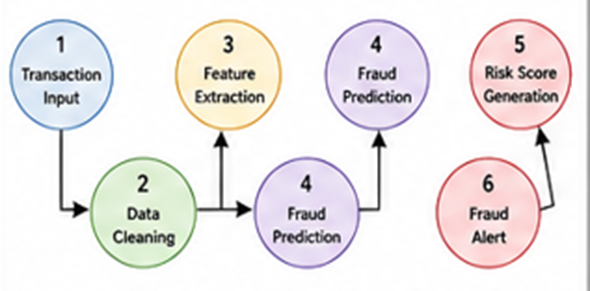 1
Transaction
Input
3
Feature
Extraction
4
Fraud
Prediction
5
Risk Score
Generation
2
Data
Cleaning
4
Fraud
Prediction
6
Fraud
Alert